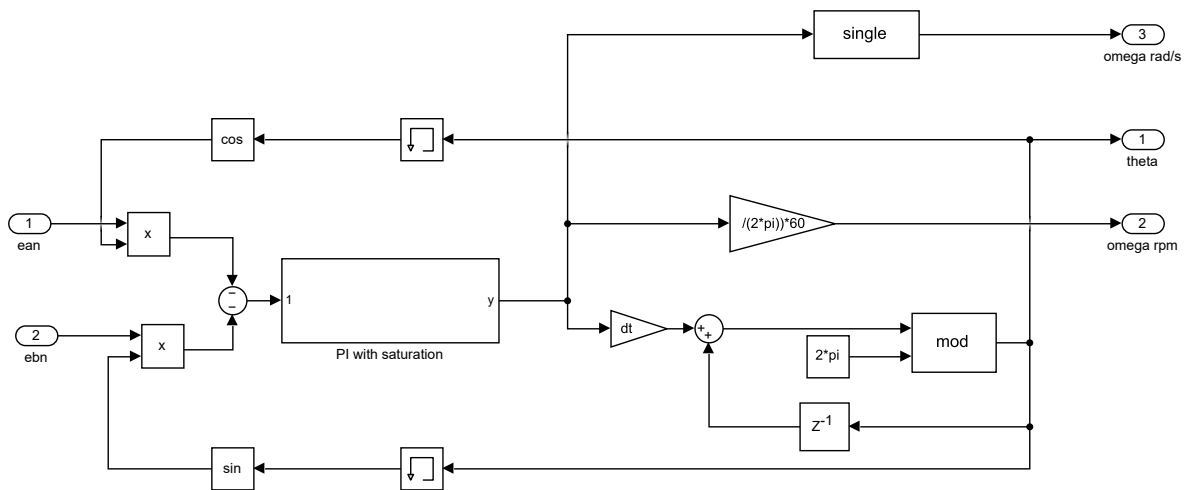 single
3
omega rad/s
cos
1
theta
1
ean
x
/(2*pi))*60
2
omega rpm
−
−
1
y
PI with saturation
2
ebn
x
dt
+
+
2*pi
mod
Z-1
sin